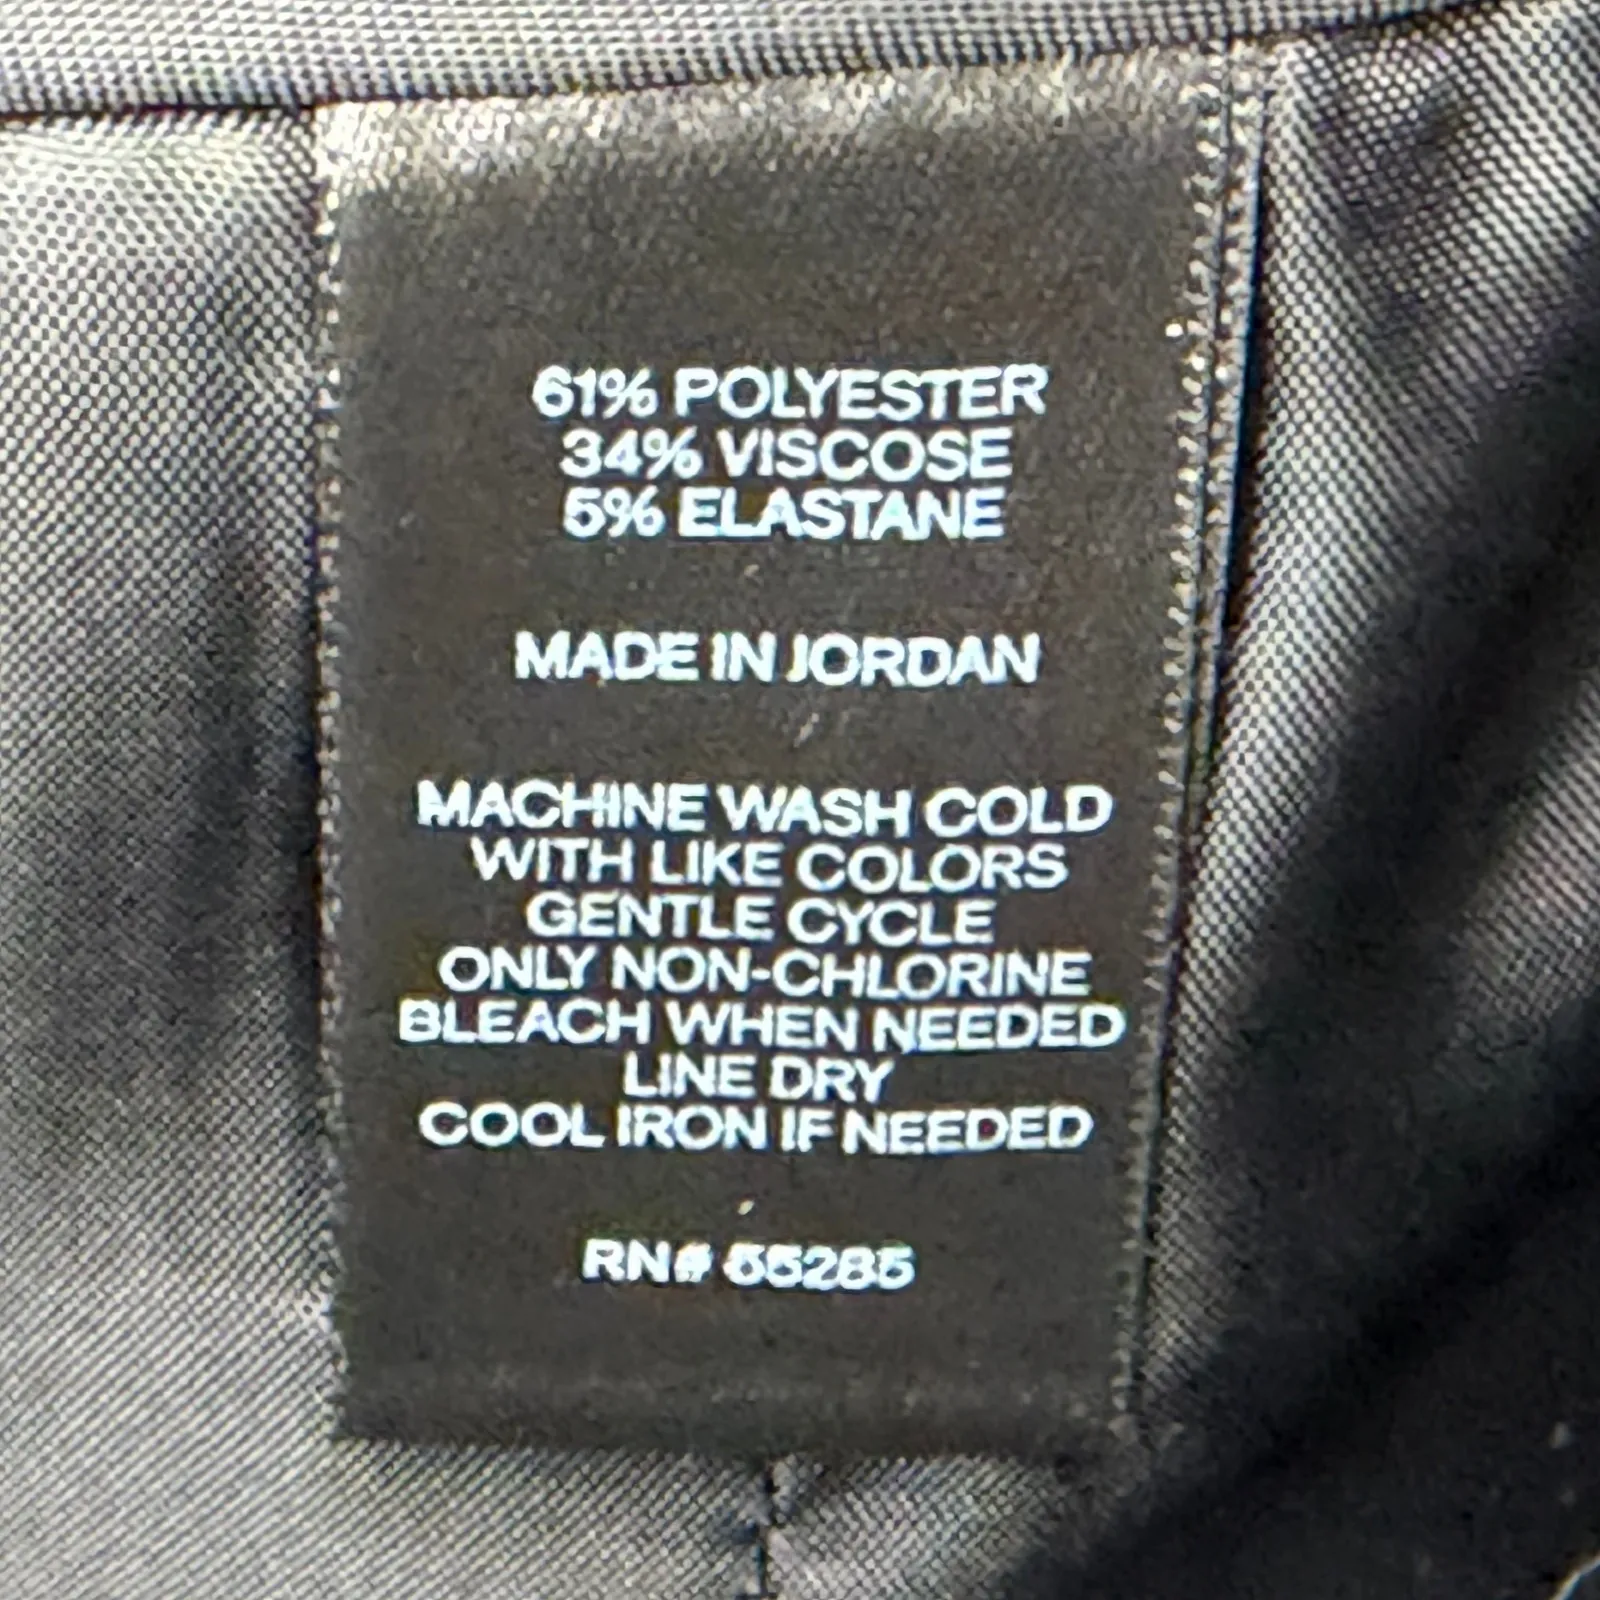 61% POLYESTER
34% VISCOSE
5% ELASTANE
MADE IN JORDAN
MACHINE WASH COLD
WITH LIKE COLORS
GENTLE CYCLE
ONLY NON-CHLORINE
BLEACH WHEN NEEDED
LINE DRY
COOL IRON IF NEEDED
RN# 55285